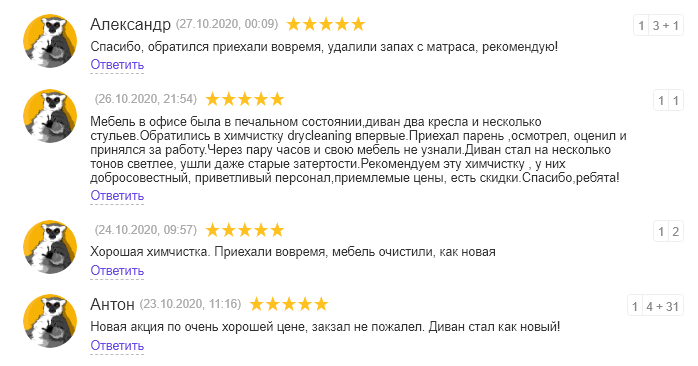 Александр (27.10.2020, 00:09) 1 3 + 1
Спасибо, обратился приехали вовремя, удалили запах с матраса, рекомендую!
Ответить
(26.10.2020, 21:54) 1 1
Мебель в офисе была в печальном состоянии,диван два кресла и несколько
стульев.Обратились в химчистку drycleaning впервые.Приехал парень ,осмотрел, оценил и
принялся за работу.Через пару часов и свою мебель не узнали.Диван стал на несколько
тонов светлее, ушли даже старые затертости.Рекомендуем эту химчистку , у них
добросовестный, приветливый персонал,приемлемые цены, есть скидки.Спасибо,ребята!
Ответить
(24.10.2020, 09:57) 1 2
Хорошая химчистка. Приехали вовремя, мебель очистили, как новая
Ответить
Антон (23.10.2020, 11:16) 1 4 + 31
Новая акция по очень хорошей цене, закзал не пожалел. Диван стал как новый!
Ответить